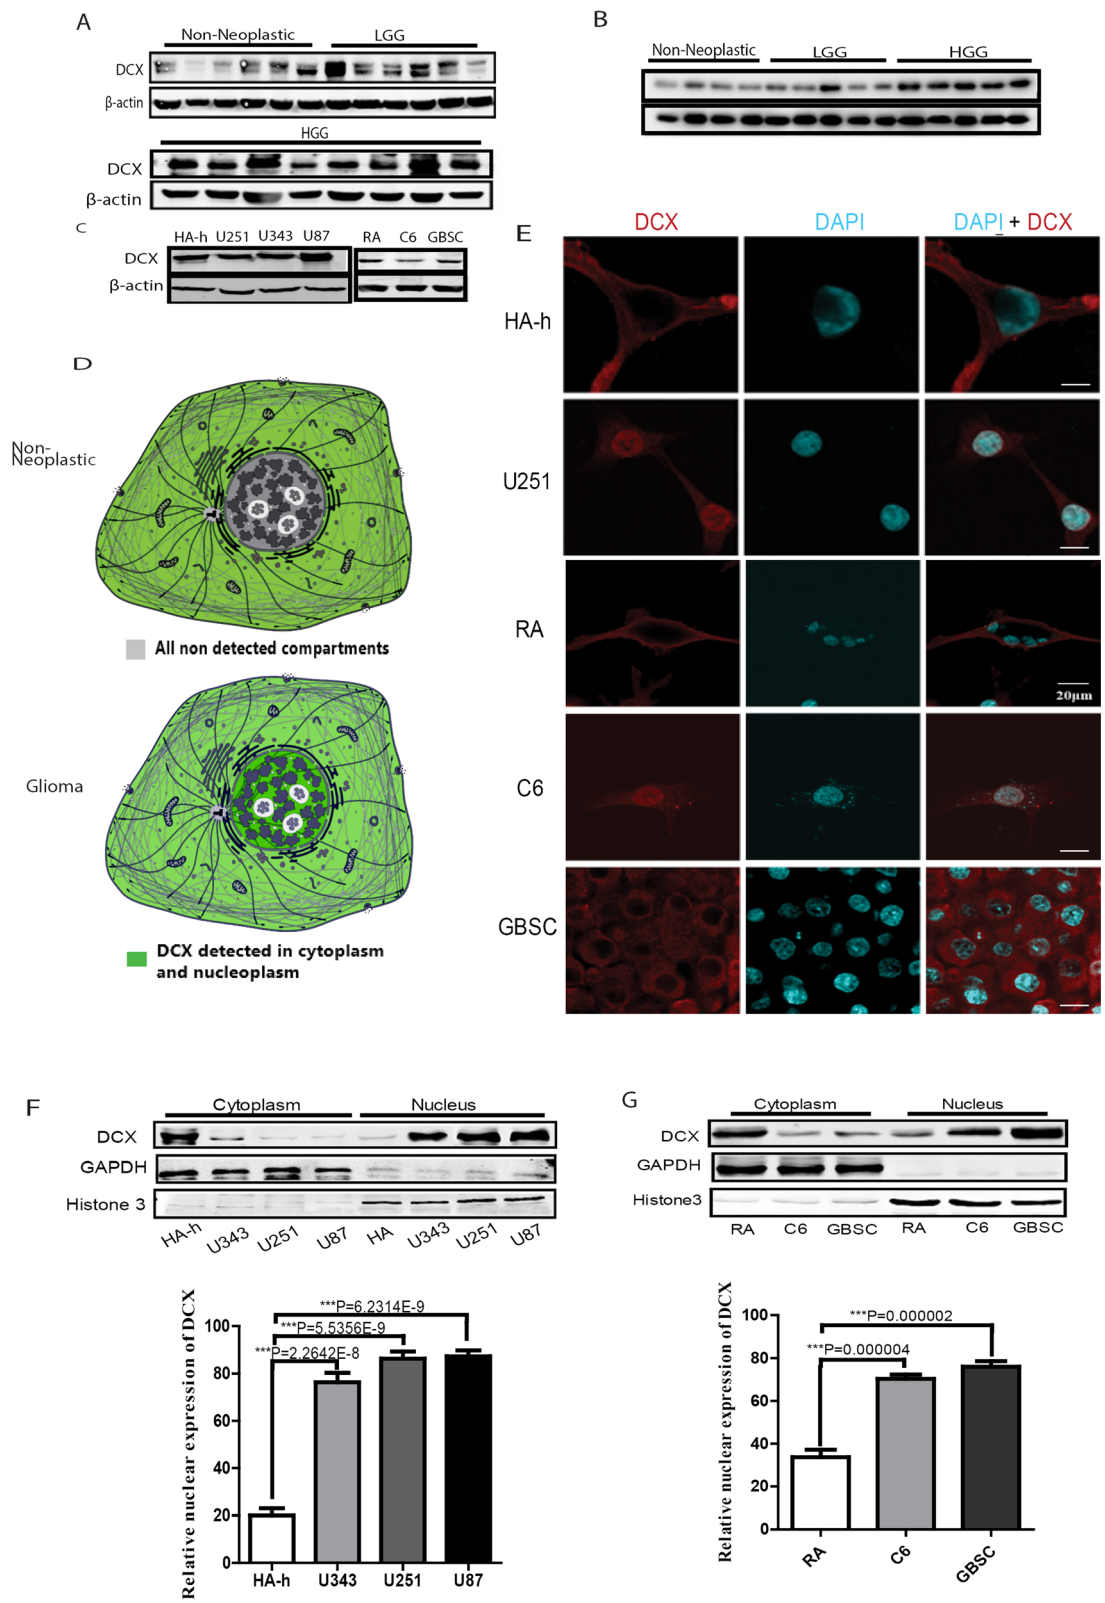 A
Non-Neoplastic LGG
DCX
β-actin
HGG
DCX
β-actin
B
Non-Neoplastic LGG HGG
C
HA-h U251 U343 U87 RA C6 GBSC
DCX
β-actin
D
Non-
Neoplastic
All non detected compartments
Glioma
DCX detected in cytoplasm
and nucleoplasm
E
DCX DAPI DAPI + DCX
HA-h
U251
RA
20μm
C6
GBSC
F
Cytoplasm Nucleus
DCX
GAPDH
Histone 3
HA-h U343 U251 U87 HA U343 U251 U87
Relative nuclear expression of DCX
100
80
60
40
20
0
***P=6.2314E-9
***P=5.5356E-9
***P=2.2642E-8
HA-h U343 U251 U87
G
Cytoplasm Nucleus
DCX
GAPDH
Histone3
RA C6 GBSC RA C6 GBSC
Relative nuclear expression of DCX
100
80
60
40
20
0
***P=0.000002
***P=0.000004
RA C6 GBSC